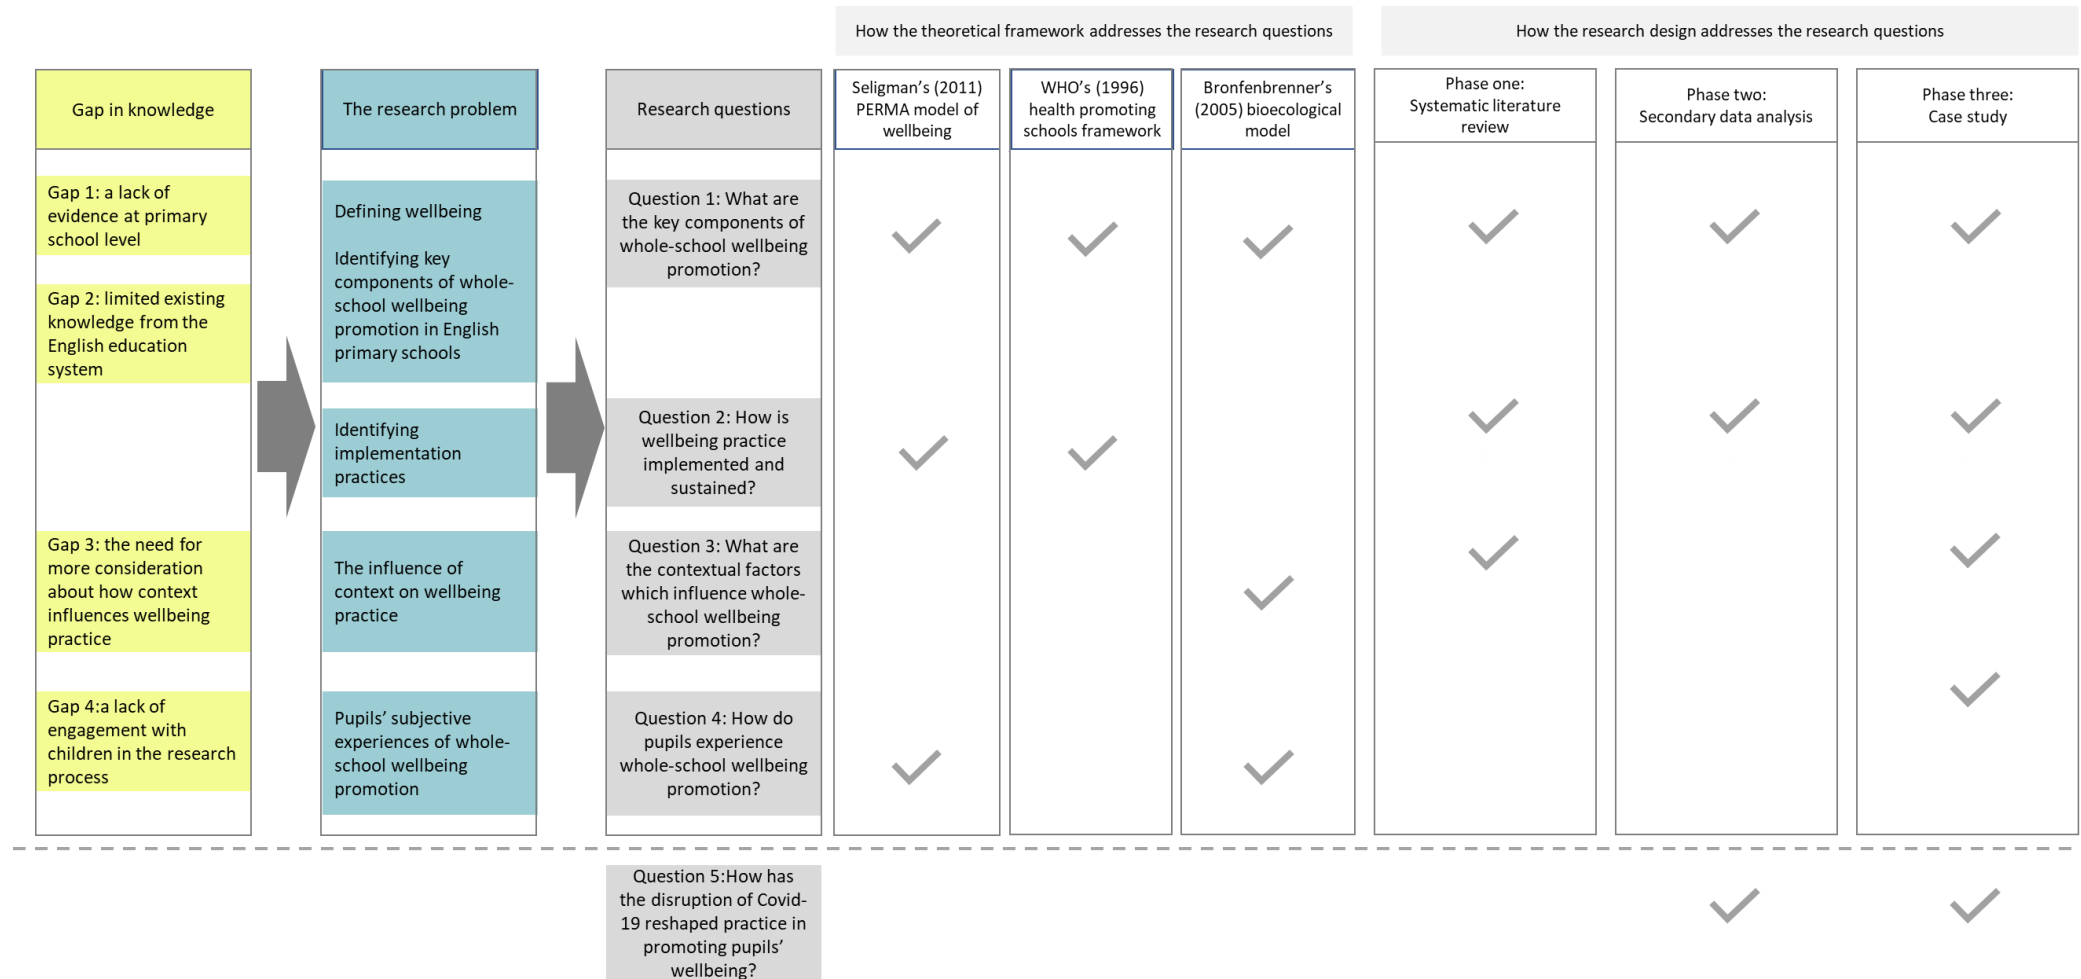 How the theoretical framework addresses the research questions
How the research design addresses the research questions
Gap in knowledge
The research problem
Research questions
Seligman's (2011)
PERMA model of
wellbeing
WHO's (1996)
health promoting
schools framework
Bronfenbrenner's
(2005) bioecological
model
Phase one:
Systematic literature
review
Phase two:
Secondary data analysis
Phase three:
Case study
Gap 1: a lack of
evidence at primary
school level
Gap 2: limited existing
knowledge from the
English education
system
Gap 3: the need for
more consideration
about how context
influences wellbeing
practice
Gap 4:a lack of
engagement with
children in the research
process
Defining wellbeing
Identifying key
components of whole-
school wellbeing
promotion in English
primary schools
Identifying
implementation
practices
The influence of
context on wellbeing
practice
Pupils' subjective
experiences of whole-
school wellbeing
promotion
Question 1: What are
the key components of
whole-school wellbeing
promotion?
Question 2: How is
wellbeing practice
implemented and
sustained?
Question 3: What are
the contextual factors
which influence whole-
school wellbeing
promotion?
Question 4: How do
pupils experience
whole-school wellbeing
promotion?
Question 5:How has
the disruption of Covid-
19 reshaped practice in
promoting pupils'
wellbeing?